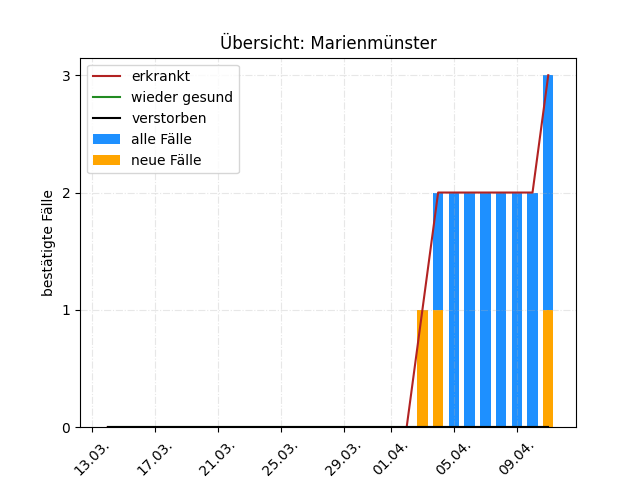 Übersicht: Marienmünster
erkrankt
wieder gesund
verstorben
alle Fälle
neue Fälle
bestätigte Fälle
3
2
1
0
13.03.
17.03.
21.03.
25.03.
29.03.
01.04.
05.04.
09.04.